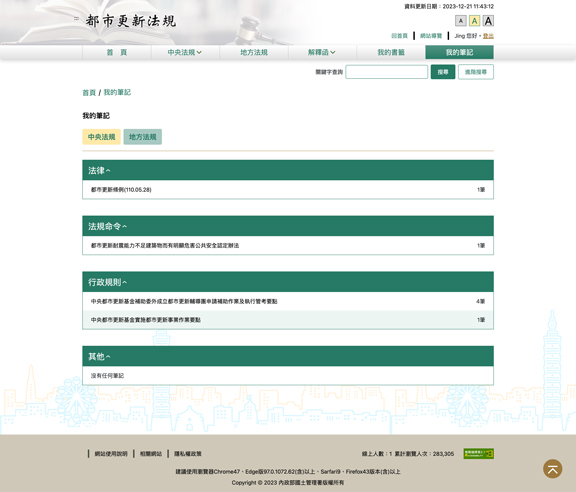 資料更新日期:2023-12-21 11:43:12
:::
都市更新法規
A A A
回首頁 網站導覽 Jing 您好,登出
首 頁 中央法規 地方法規 解釋函 我的書籤 我的筆記
關鍵字查詢 搜尋 進階搜尋
首頁 / 我的筆記
我的筆記
中央法規 地方法規
法律
都市更新條例(110.05.28) 1筆
法規命令
都市更新耐震能力不足建築物而有明顯危害公共安全認定辦法 1筆
行政規則
中央都市更新基金補助委外成立都市更新輔導團申請補助作業及執行管考要點 4筆
中央都市更新基金實施都市更新事業作業要點 1筆
其他
沒有任何筆記
網站使用說明 相關網站 隱私權政策 線上人數:1 累計瀏覽人次:283,305
建議使用瀏覽器Chrome47、Edge版97.0.1072.62(含)以上、Sarfari9、Firefox43版本(含)以上
Copyright © 2023 內政部國土管理署版權所有